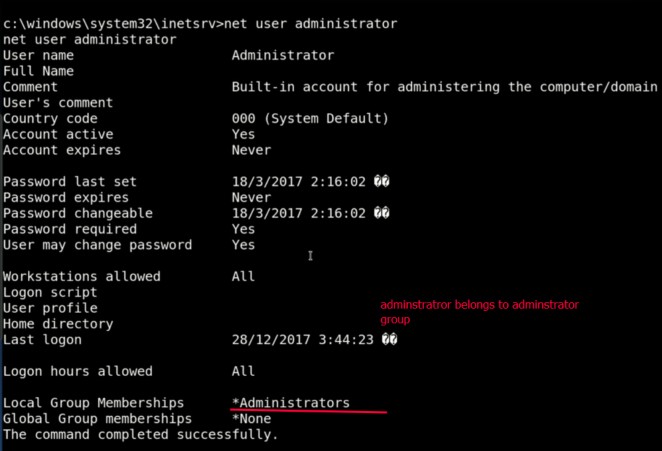 c:\windows\system32\inetsrv>net user administrator
net user administrator
User name Administrator
Full Name
Comment Built-in account for administering the computer/domain
User's comment
Country code 000 (System Default)
Account active Yes
Account expires Never
Password last set 18/3/2017 2:16:02 ��
Password expires Never
Password changeable 18/3/2017 2:16:02 ��
Password required Yes
User may change password Yes
Workstations allowed All
Logon script
User profile
Home directory
adminstratror belongs to adminstrator
group
Last logon 28/12/2017 3:44:23 ��
Logon hours allowed All
Local Group Memberships *Administrators
Global Group memberships *None
The command completed successfully.